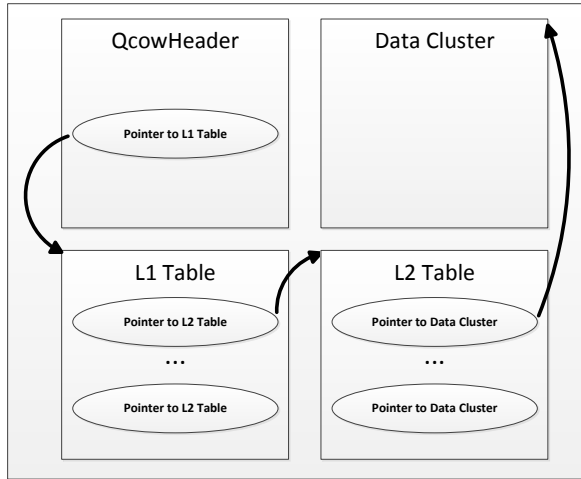 QcowHeader
Pointer to L1 Table
Data Cluster
L1 Table
Pointer to L2 Table
...
Pointer to L2 Table
L2 Table
Pointer to Data Cluster
...
Pointer to Data Cluster